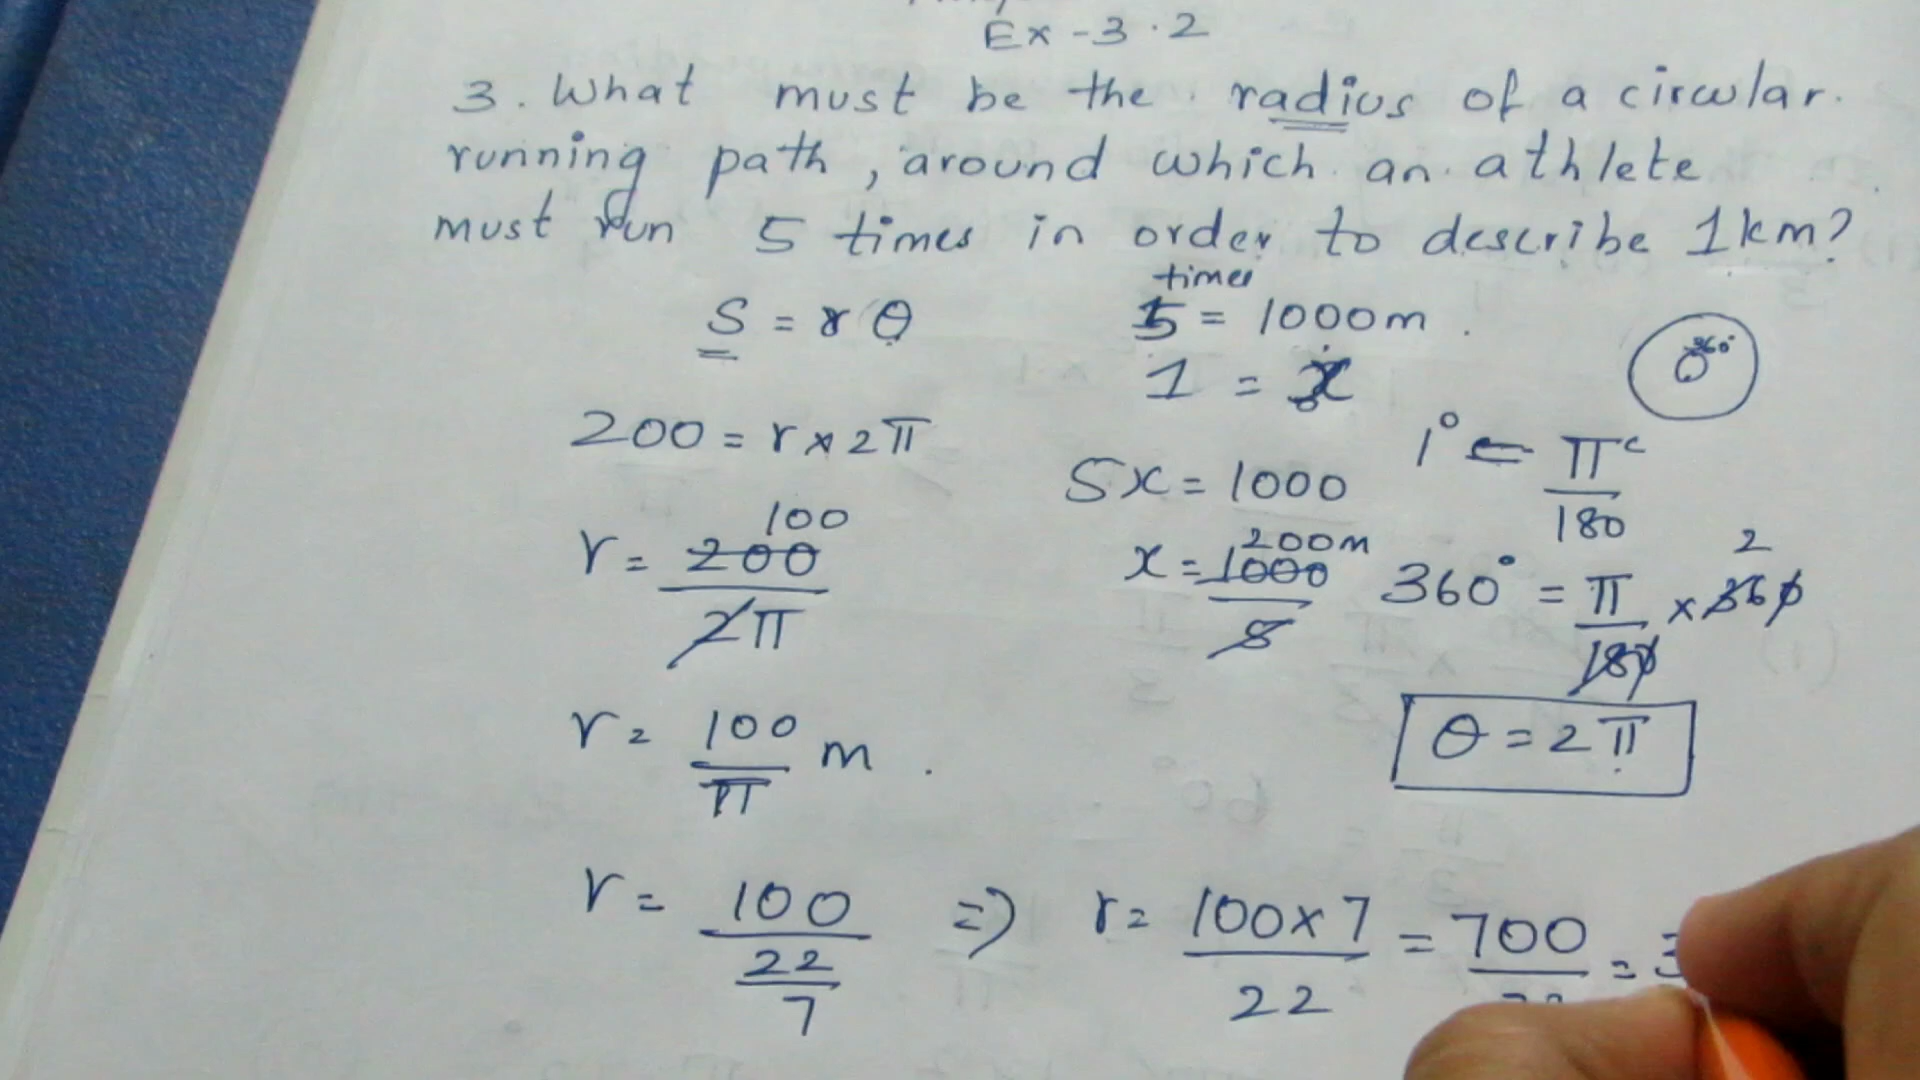 Ex - 3.2
3. What must be the radius of a circular
running path, around which an athlete
must run 5 times in order to describe 1km?
S = r θ
200 = r x 2π
r = 200 100 / 2π
r = 100 / π m.
r = 100 / 22/7 => r = 100 x 7 / 22 = 700 / = 3
times
5 = 1000m.
1 = x
5x = 1000
x = 1000 200m / 5
360°
1° = π^c / 180
360° = π / 180 x 360 2
θ = 2π